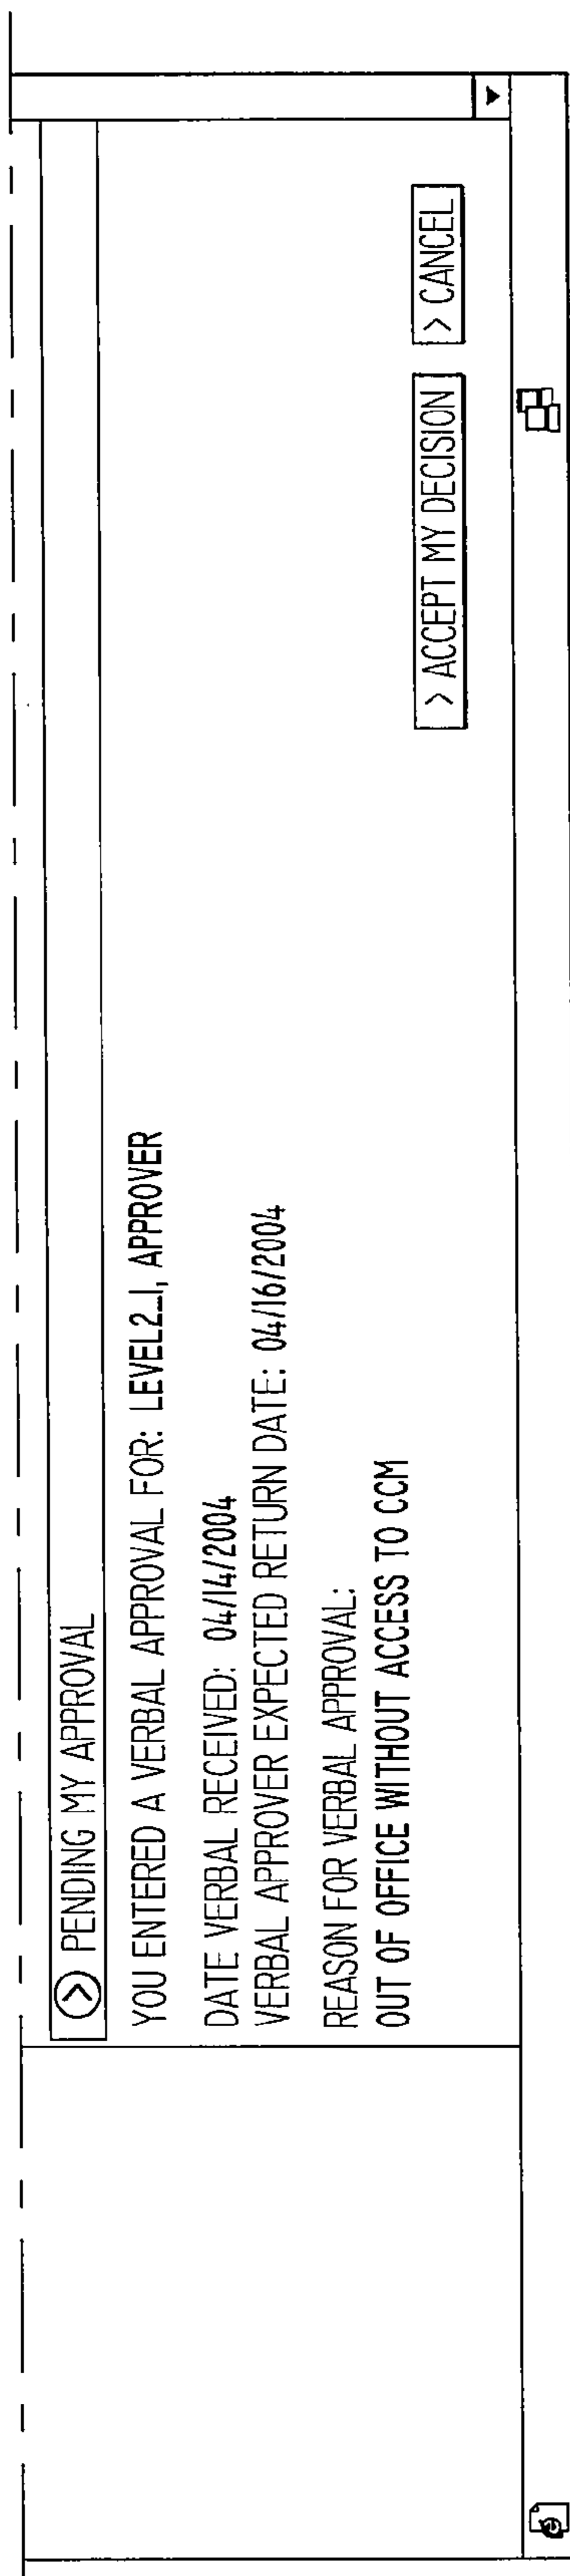 PENDING MY APPROVAL
YOU ENTERED A VERBAL APPROVAL FOR: LEVEL2_1, APPROVER
DATE VERBAL RECEIVED: 04/14/2004
VERBAL APPROVER EXPECTED RETURN DATE: 04/16/2004
REASON FOR VERBAL APPROVAL:
OUT OF OFFICE WITHOUT ACCESS TO CCM
> ACCEPT MY DECISION > CANCEL